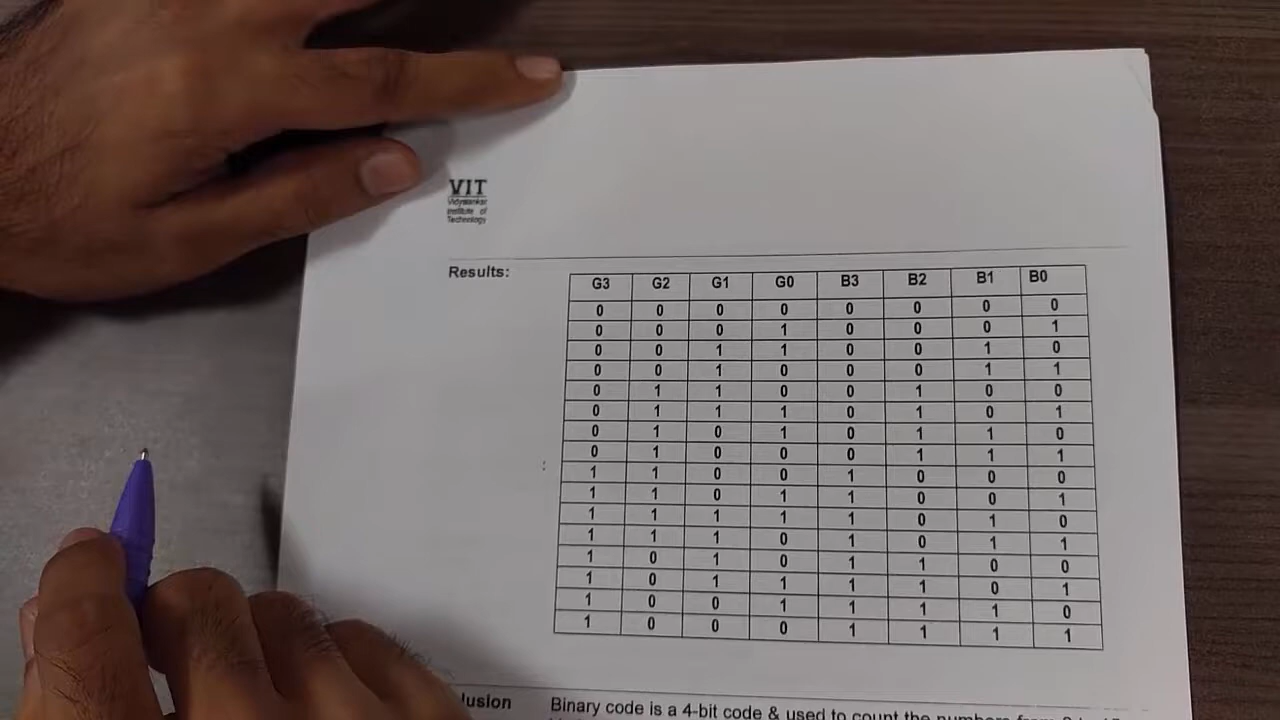 VIT
Vidyalankar
Institute of
Technology
Results:
G3 G2 G1 G0 B3 B2 B1 B0
0 0 0 0 0 0 0 0
0 0 0 1 0 0 0 1
0 0 1 1 0 0 1 0
0 0 1 0 0 0 1 1
0 1 1 0 0 1 0 0
0 1 1 1 0 1 0 1
0 1 0 1 0 1 1 0
0 1 0 0 0 1 1 1
1 1 0 0 1 0 0 0
1 1 0 1 1 0 0 1
1 1 1 1 1 0 1 0
1 1 1 0 1 0 1 1
1 0 1 0 1 1 0 0
1 0 1 1 1 1 0 1
1 0 0 1 1 1 1 0
1 0 0 0 1 1 1 1
:
lusion Binary code is a 4-bit code & used to count the numbers from